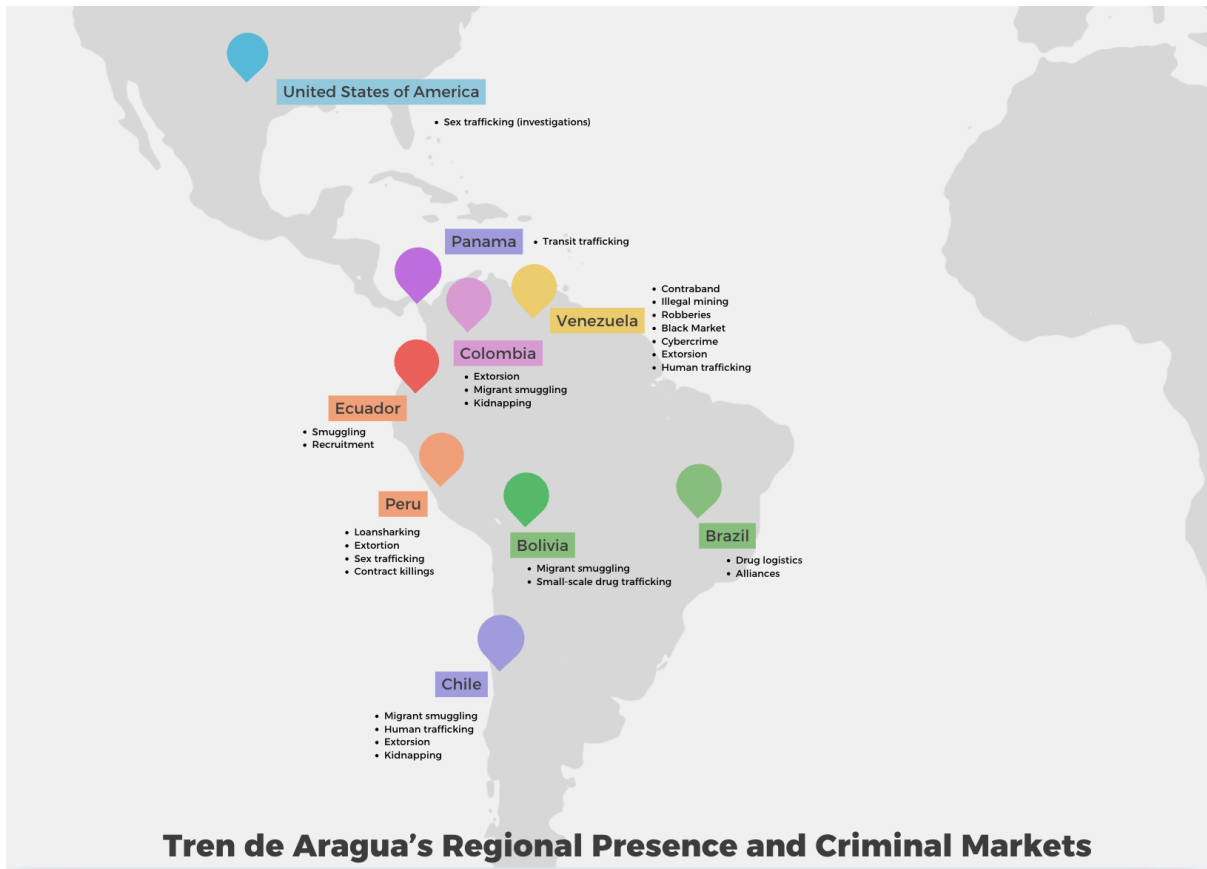 United States of America
• Sex trafficking (investigations)
Panama
• Transit trafficking
Venezuela
• Contraband
• Illegal mining
• Robberies
• Black Market
• Cybercrime
• Extorsion
• Human trafficking
Colombia
• Extorsion
• Migrant smuggling
• Kidnapping
Ecuador
• Smuggling
• Recruitment
Peru
• Loansharking
• Extortion
• Sex trafficking
• Contract killings
Bolivia
• Migrant smuggling
• Small-scale drug trafficking
Brazil
• Drug logistics
• Alliances
Chile
• Migrant smuggling
• Human trafficking
• Extorsion
• Kidnapping
Tren de Aragua’s Regional Presence and Criminal Markets